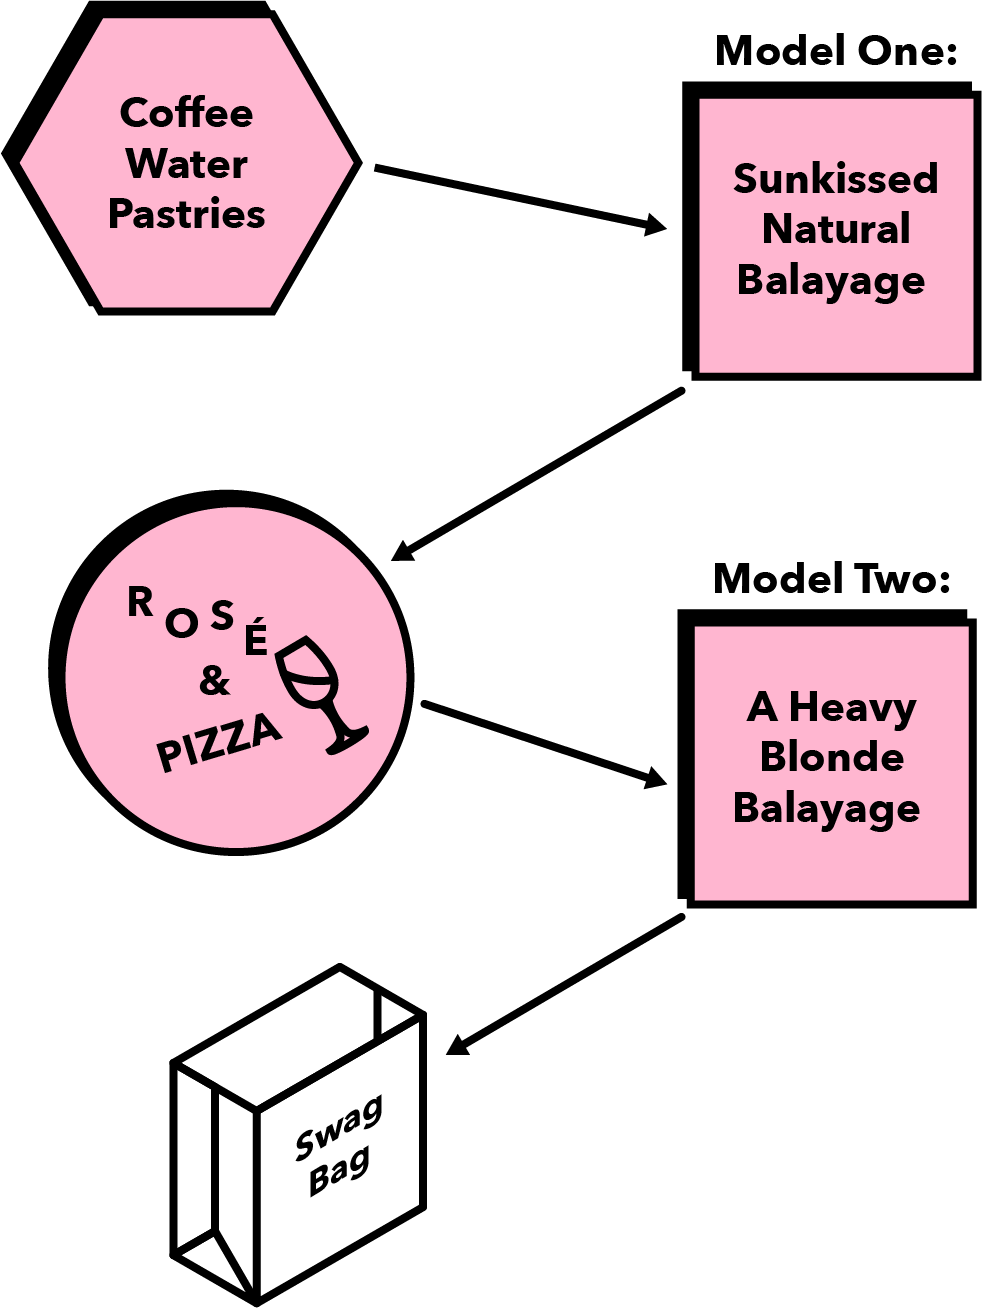 Coffee
Water
Pastries
Model One:
Sunkissed
Natural
Balayage
ROSÉ
&
PIZZA
Model Two:
A Heavy
Blonde
Balayage
Swag
Bag